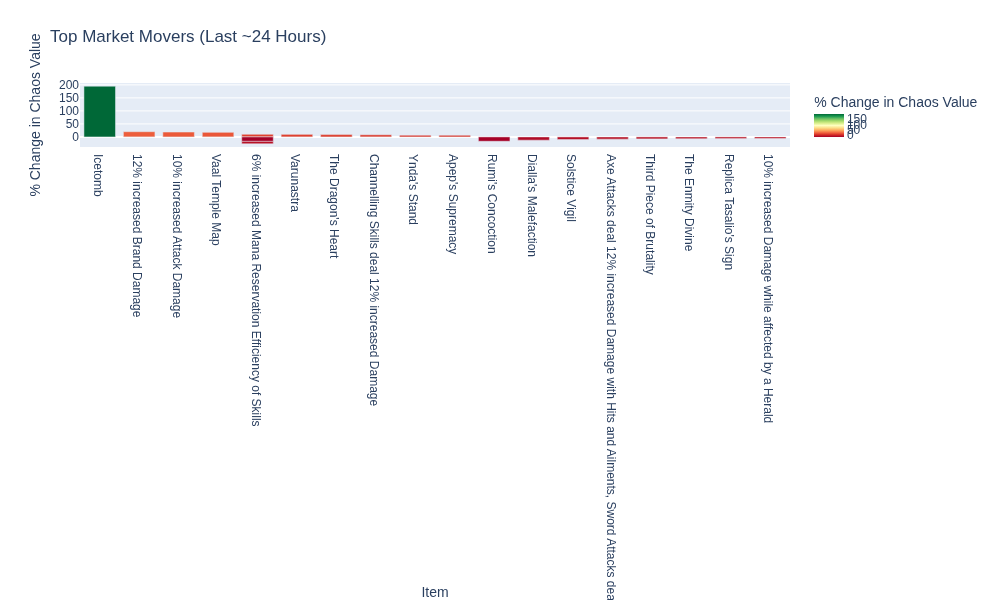 Top Market Movers (Last ~24 Hours)
% Change in Chaos Value
200
150
100
50
0
Icetomb
12% increased Brand Damage
10% increased Attack Damage
Vaal Temple Map
6% increased Mana Reservation Efficiency of Skills
Varunastra
The Dragon's Heart
Channelling Skills deal 12% increased Damage
Ynda's Stand
Apep's Supremacy
Rumi's Concoction
Dialla's Malefaction
Solstice Vigil
Axe Attacks deal 12% increased Damage with Hits and Ailments, Sword Attacks dea
Third Piece of Brutality
The Enmity Divine
Replica Tasalio's Sign
10% increased Damage while affected by a Herald
Item
% Change in Chaos Value
150
100
50
0